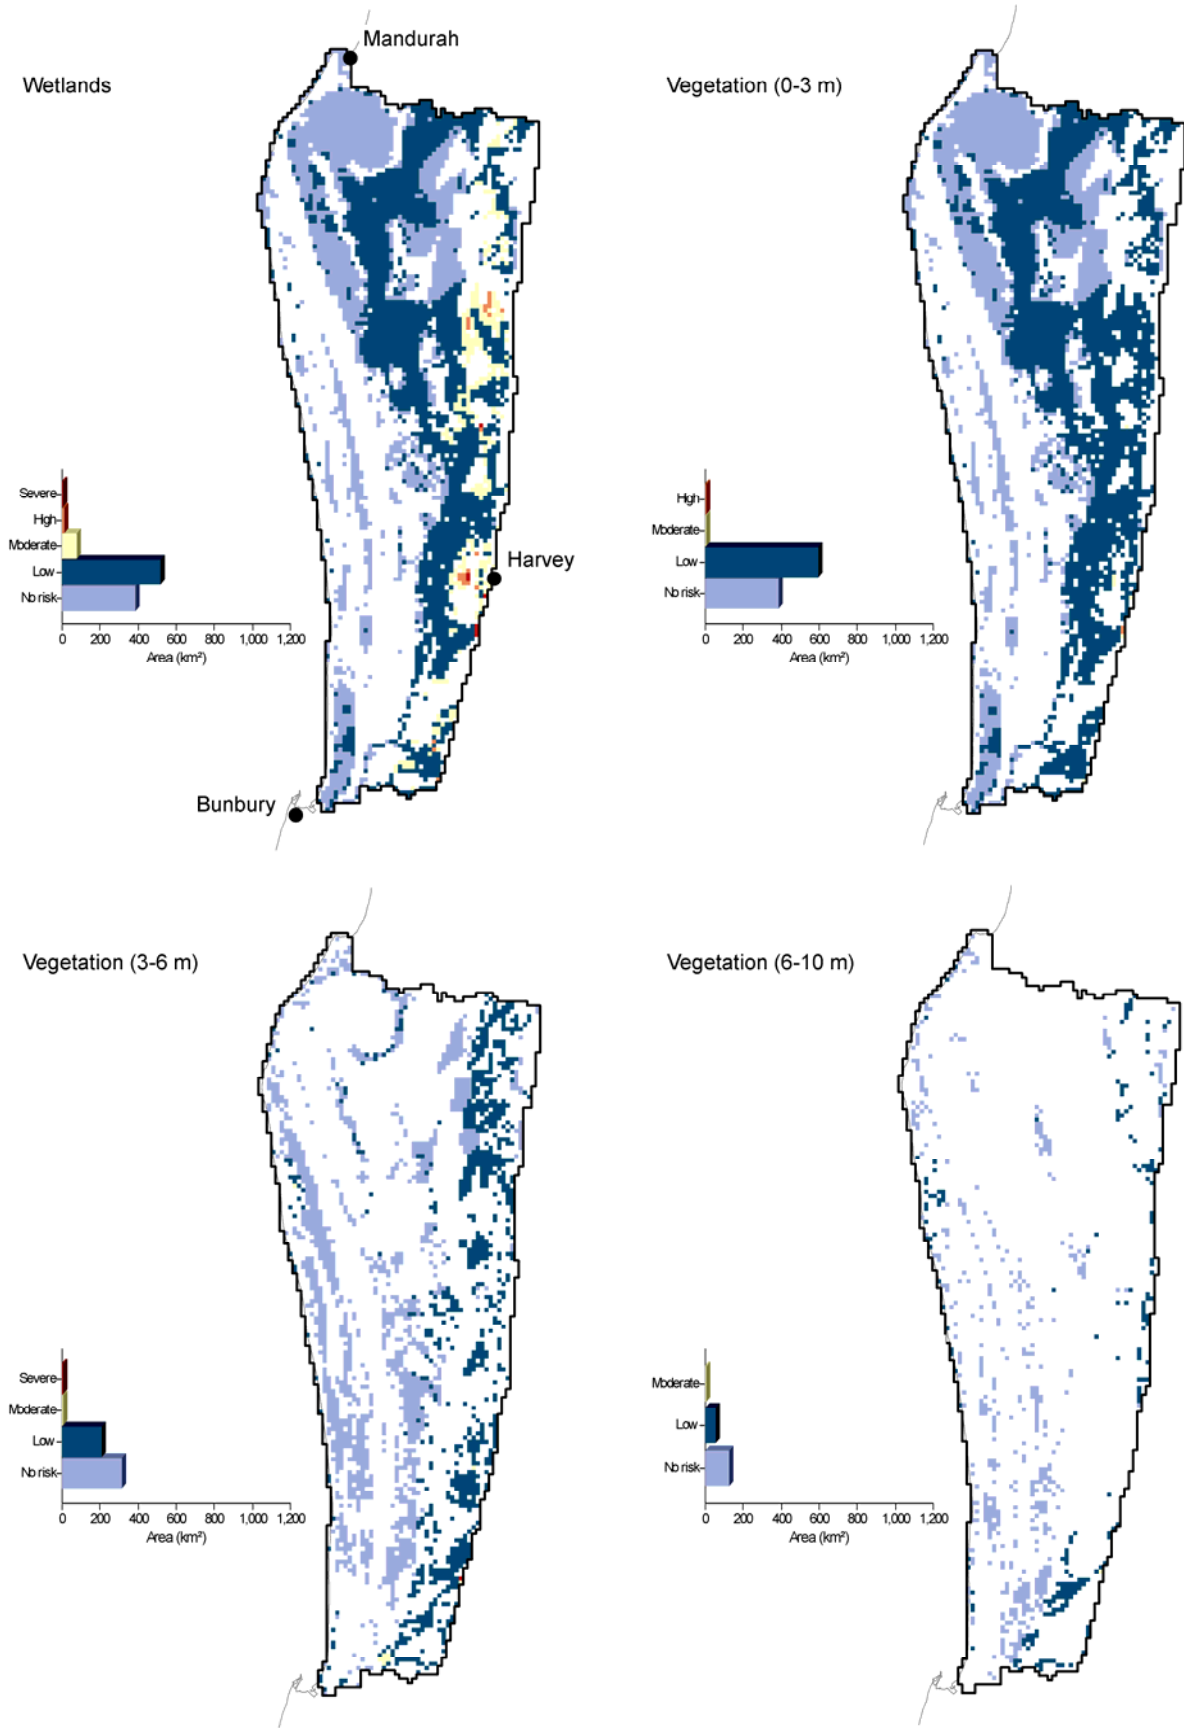 Mandurah
Wetlands
Vegetation (0-3 m)
Severe
High
Moderate
Low
No risk
0 200 400 600 800 1,000 1,200
Area (km²)
Harvey
Bunbury
High
Moderate
Low
No risk
0 200 400 600 800 1,000 1,200
Area (km²)
Vegetation (3-6 m)
Vegetation (6-10 m)
Severe
Moderate
Low
No risk
0 200 400 600 800 1,000 1,200
Area (km²)
Moderate
Low
No risk
0 200 400 600 800 1,000 1,200
Area (km²)